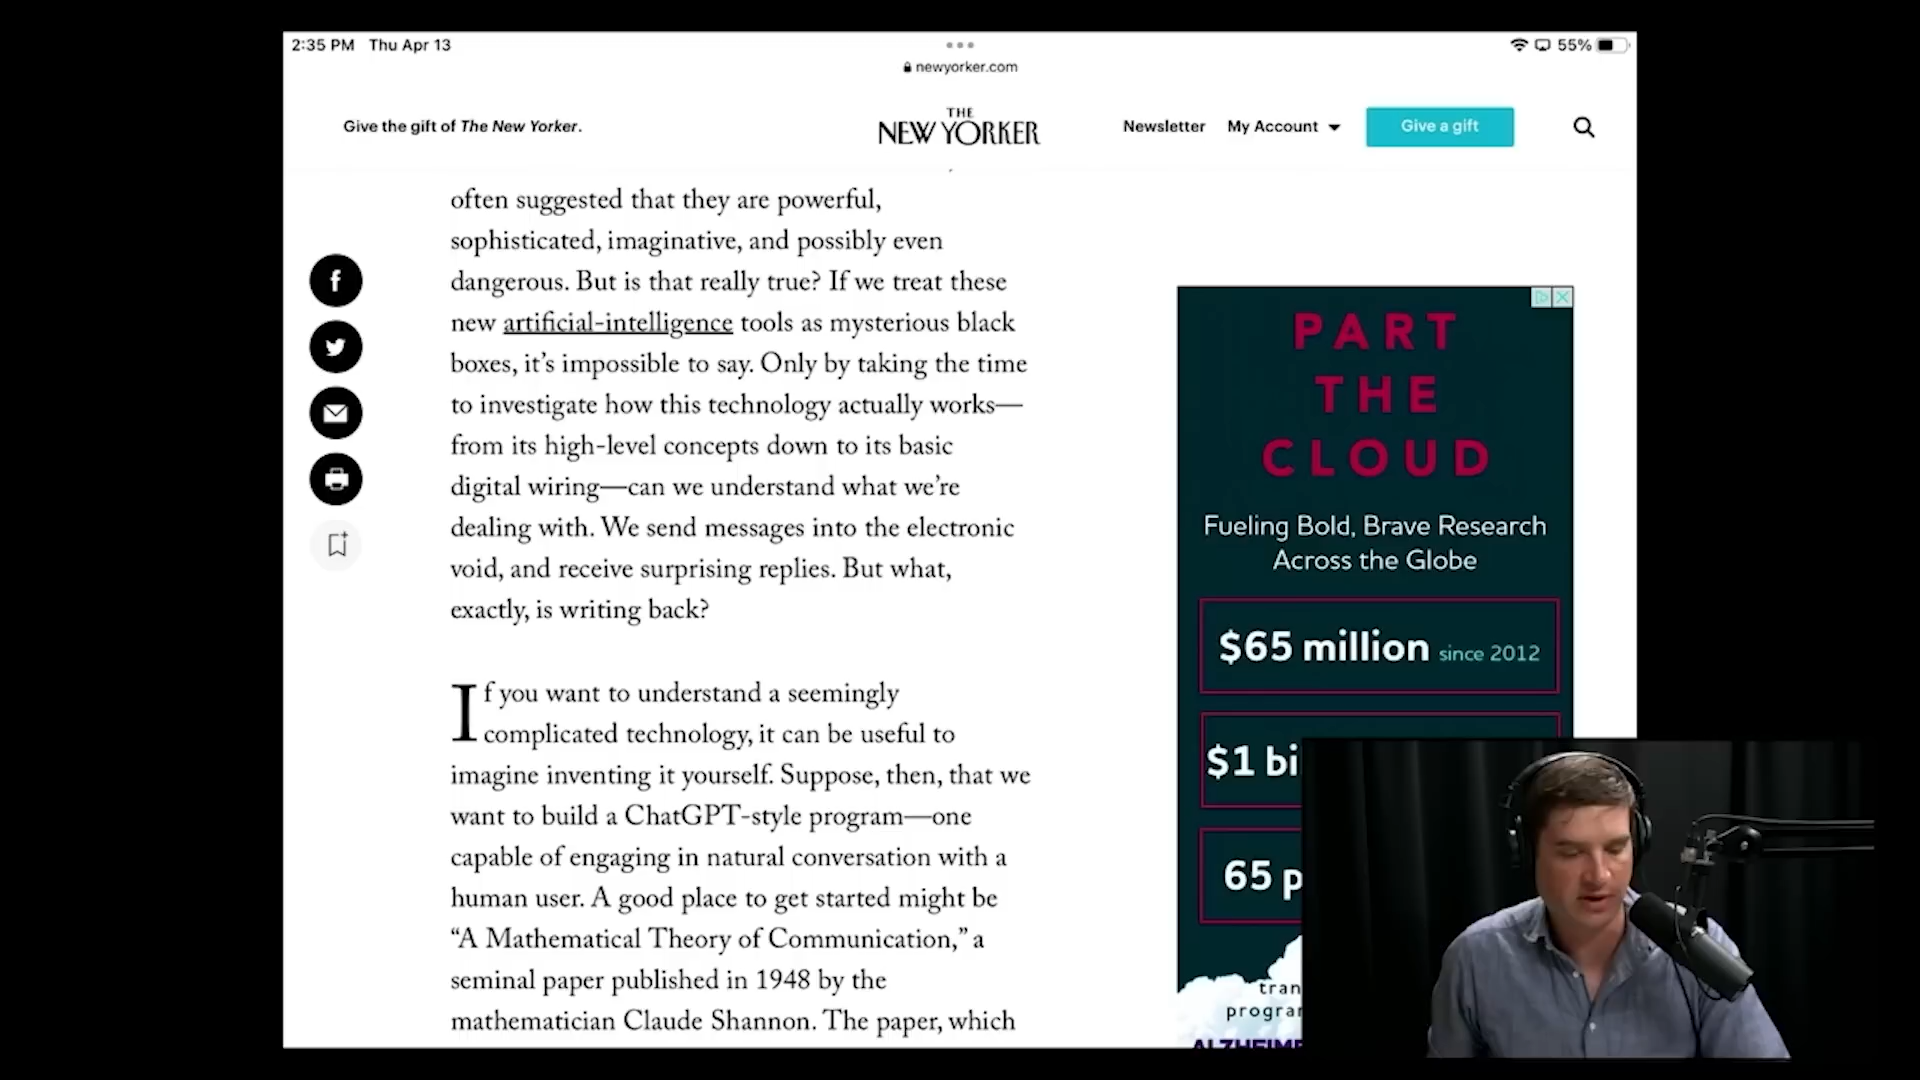 2:35 PM Thu Apr 13
55%
newyorker.com
Give the gift of The New Yorker.
THE
NEW YORKER
Newsletter
My Account
Give a gift
often suggested that they are powerful,
sophisticated, imaginative, and possibly even
dangerous. But is that really true? If we treat these
new artificial-intelligence tools as mysterious black
boxes, it’s impossible to say. Only by taking the time
to investigate how this technology actually works—
from its high-level concepts down to its basic
digital wiring—can we understand what we’re
dealing with. We send messages into the electronic
void, and receive surprising replies. But what,
exactly, is writing back?
If you want to understand a seemingly
complicated technology, it can be useful to
imagine inventing it yourself. Suppose, then, that we
want to build a ChatGPT-style program—one
capable of engaging in natural conversation with a
human user. A good place to get started might be
“A Mathematical Theory of Communication,” a
seminal paper published in 1948 by the
mathematician Claude Shannon. The paper, which
PART
THE
CLOUD
Fueling Bold, Brave Research
Across the Globe
$65 million since 2012
$1 bi
65 p
tran
progra